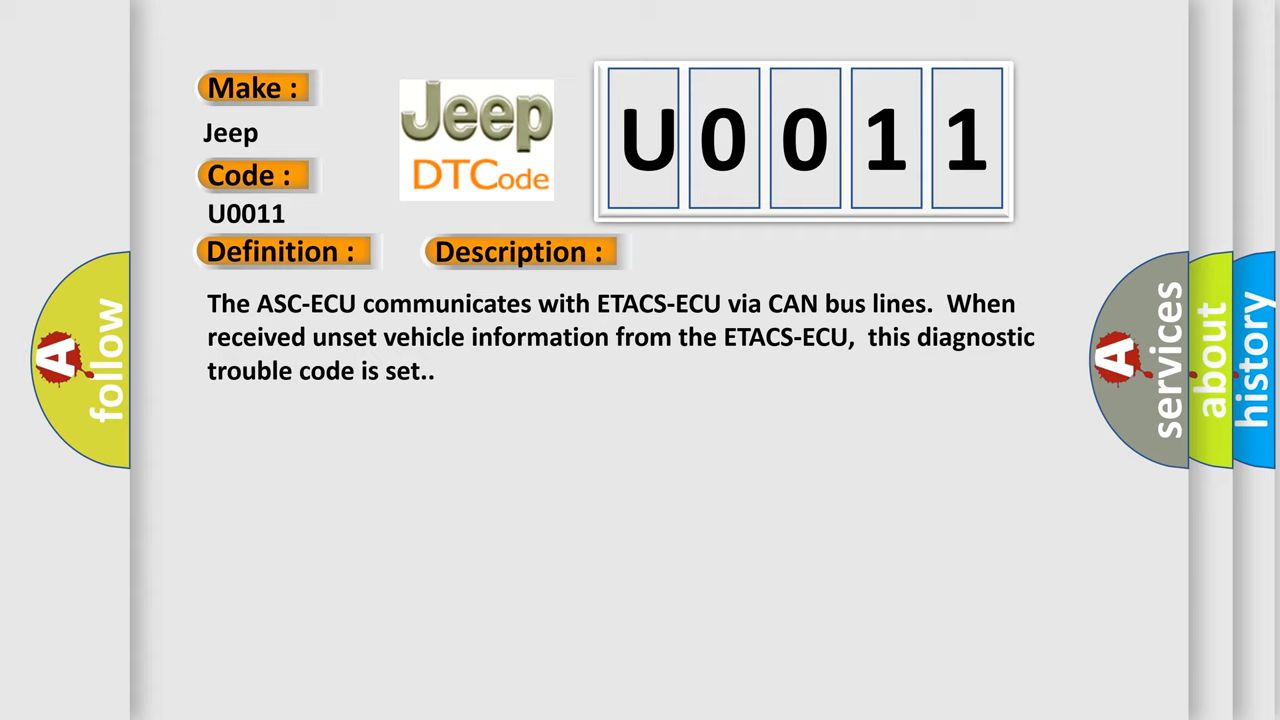 Make :
Jeep
Code :
U0011
Jeep
DTCode
U0011
Definition :
Description :
The ASC-ECU communicates with ETACS-ECU via CAN bus lines. When
received unset vehicle information from the ETACS-ECU, this diagnostic
trouble code is set..
A follow
A services
about
history